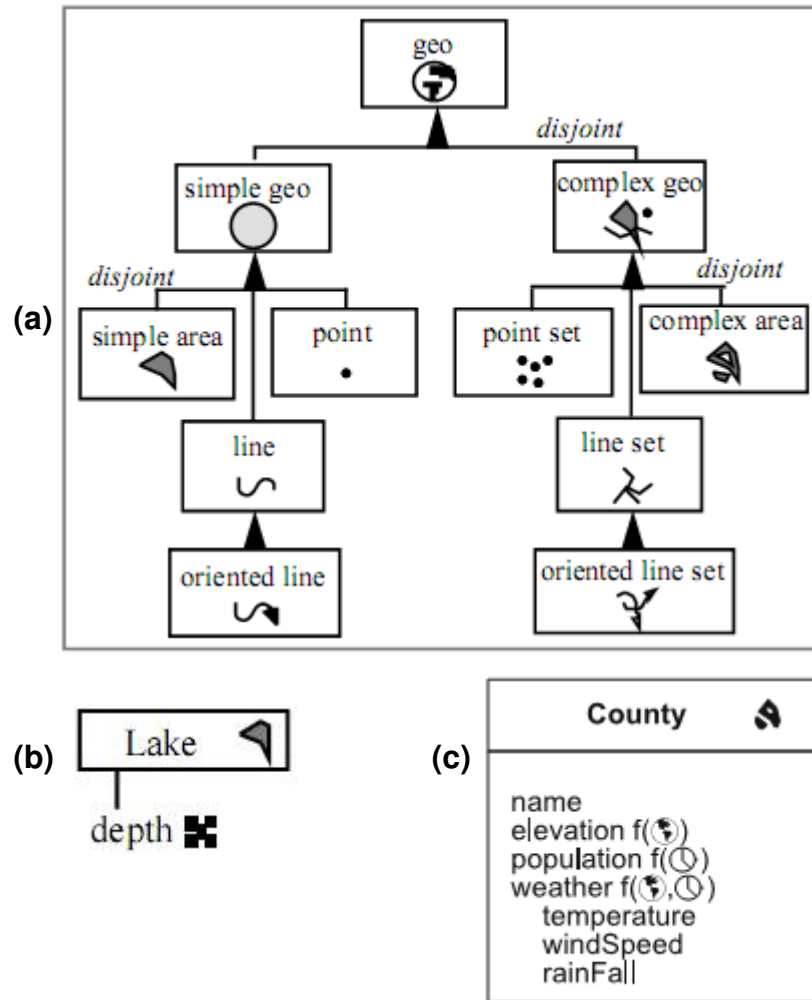 geo
disjoint
simple geo
complex geo
disjoint
disjoint
(a)
simple area
point
point set
complex area
line
line set
oriented line
oriented line set
(b)
Lake
depth
(c)
County
name
elevation f( )
population f( )
weather f( , )
temperature
windSpeed
rainFall